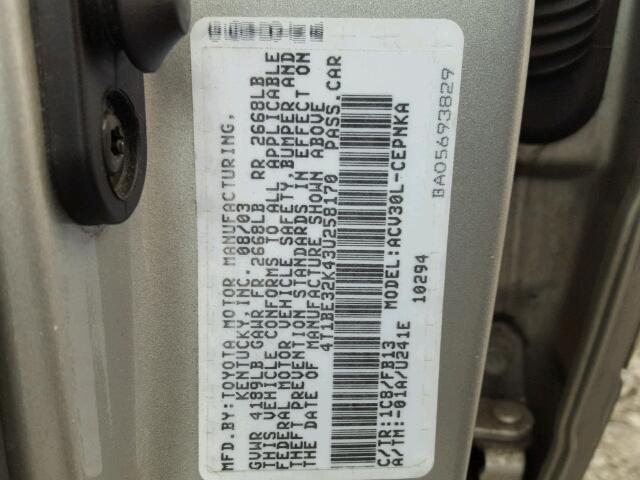 MFD.BY:TOYOTA MOTOR MANUFACTURING,
KENTUCKY, INC. 08/03
GVWR 4189LB GAWR FR 2668LB RR 2668LB
THIS VEHICLE CONFORMS TO ALL APPLICABLE
FEDERAL MOTOR VEHICLE SAFETY, BUMPER AND
THEFT PREVENTION STANDARDS IN EFFECT ON
THE DATE OF MANUFACTURE SHOWN ABOVE
4T1BE32K43U258170 PASS.CAR
C/TR:1C8/FB13 MODEL:ACV30L-CEPNKA
A/TM:-01A/U241E 10294
BA05693829